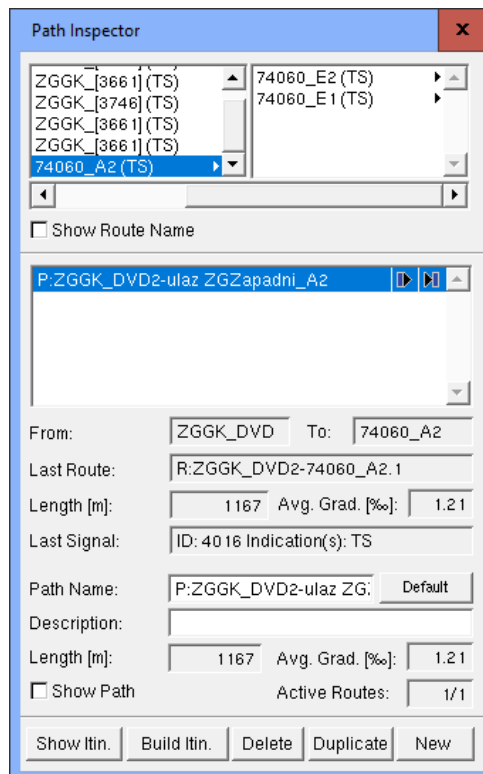 Path Inspector x
ZGGK_[3661] (TS)
ZGGK_[3746] (TS)
ZGGK_[3661] (TS)
ZGGK_[3661] (TS)
74060_A2 (TS)
74060_E2 (TS)
74060_E1 (TS)
Show Route Name
P:ZGGK_DVD2-ulaz ZGZapadni_A2
From: ZGGK_DVD To: 74060_A2
Last Route: R:ZGGK_DVD2-74060_A2.1
Length [m]: 1167 Avg. Grad. [‰]: 1.21
Last Signal: ID: 4016 Indication(s): TS
Path Name: P:ZGGK_DVD2-ulaz ZG Default
Description:
Length [m]: 1167 Avg. Grad. [‰]: 1.21
Show Path Active Routes: 1/1
Show Itin. Build Itin. Delete Duplicate New